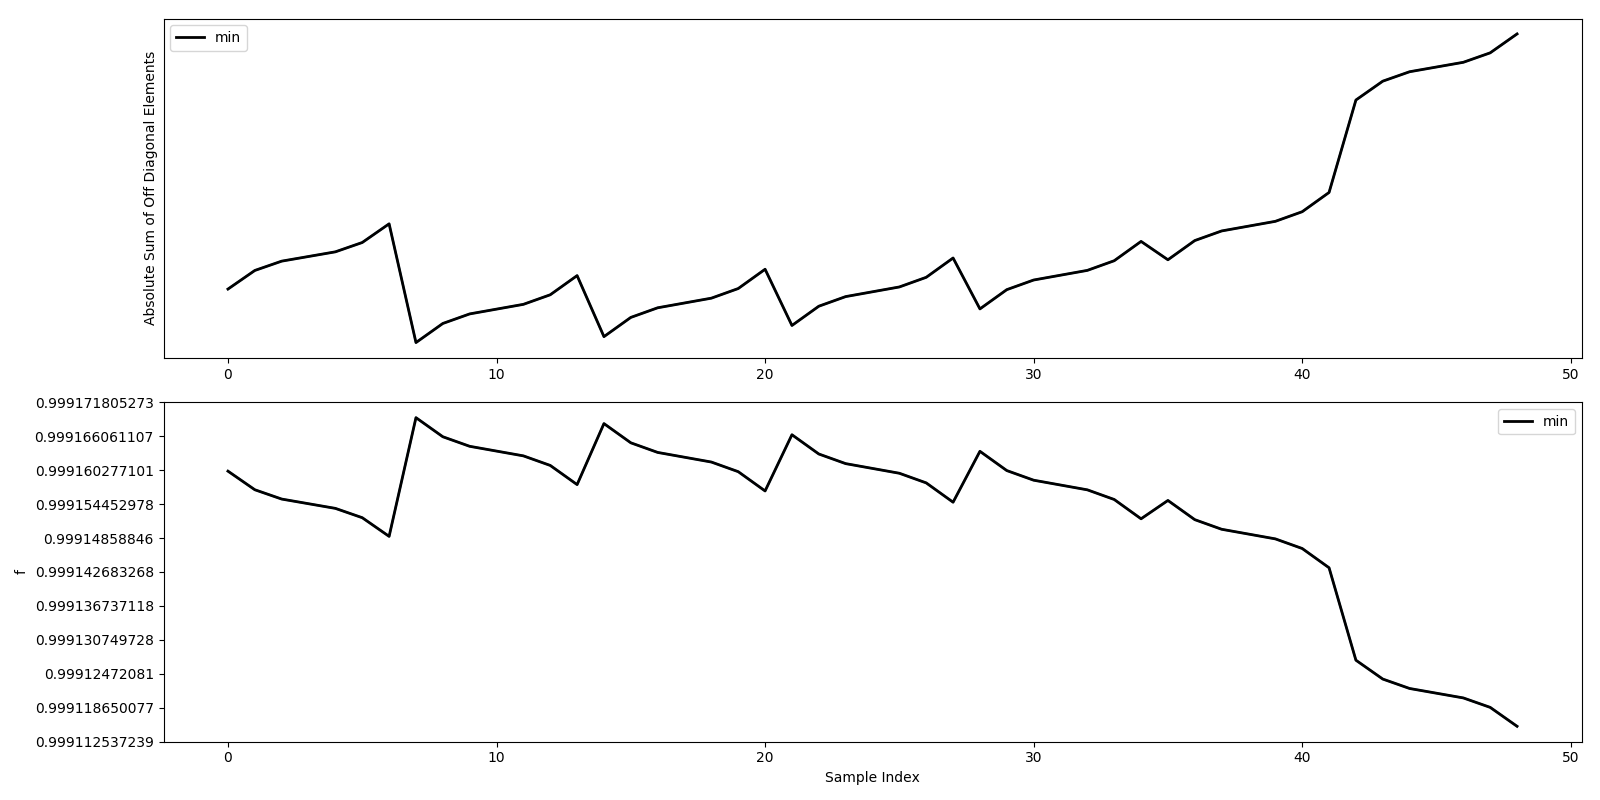 min
Absolute Sum of Off Diagonal Elements
0 10 20 30 40 50
min
0.999171805273
0.999166061107
0.999160277101
0.999154452978
0.99914858846
0.999142683268
0.999136737118
0.999130749728
0.99912472081
0.999118650077
0.999112537239
f
0 10 20 30 40 50
Sample Index